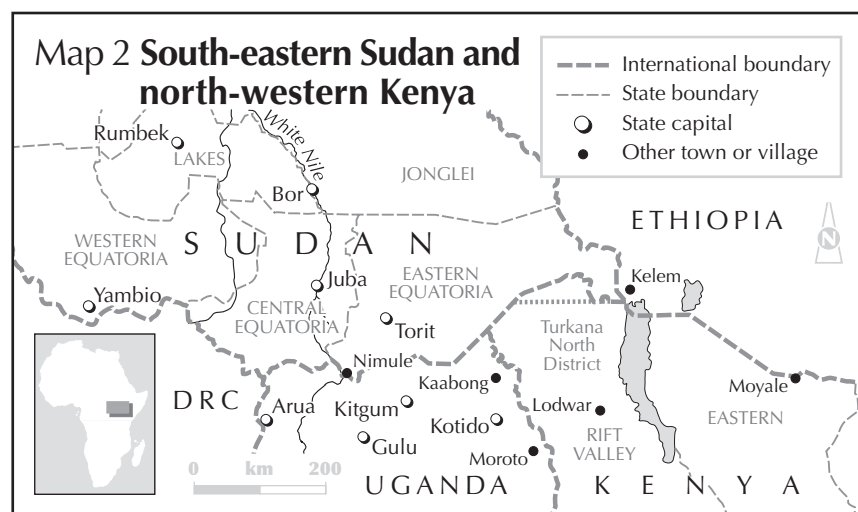 Map 2 South-eastern Sudan and
north-western Kenya
International boundary
State boundary
State capital
Other town or village
White Nile
Rumbek
LAKES
JONGLEI
Bor
ETHIOPIA
N
WESTERN
EQUATORIA
SUDAN
Kelem
Juba
EASTERN
EQUATORIA
Yambio
CENTRAL
EQUATORIA
Torit
Turkana
North
District
Nimule
DRC
Kaabong
Moyale
Arua
Kitgum
Lodwar
EASTERN
Kotido
Gulu
RIFT
VALLEY
Moroto
0 km 200
UGANDA
KENYA